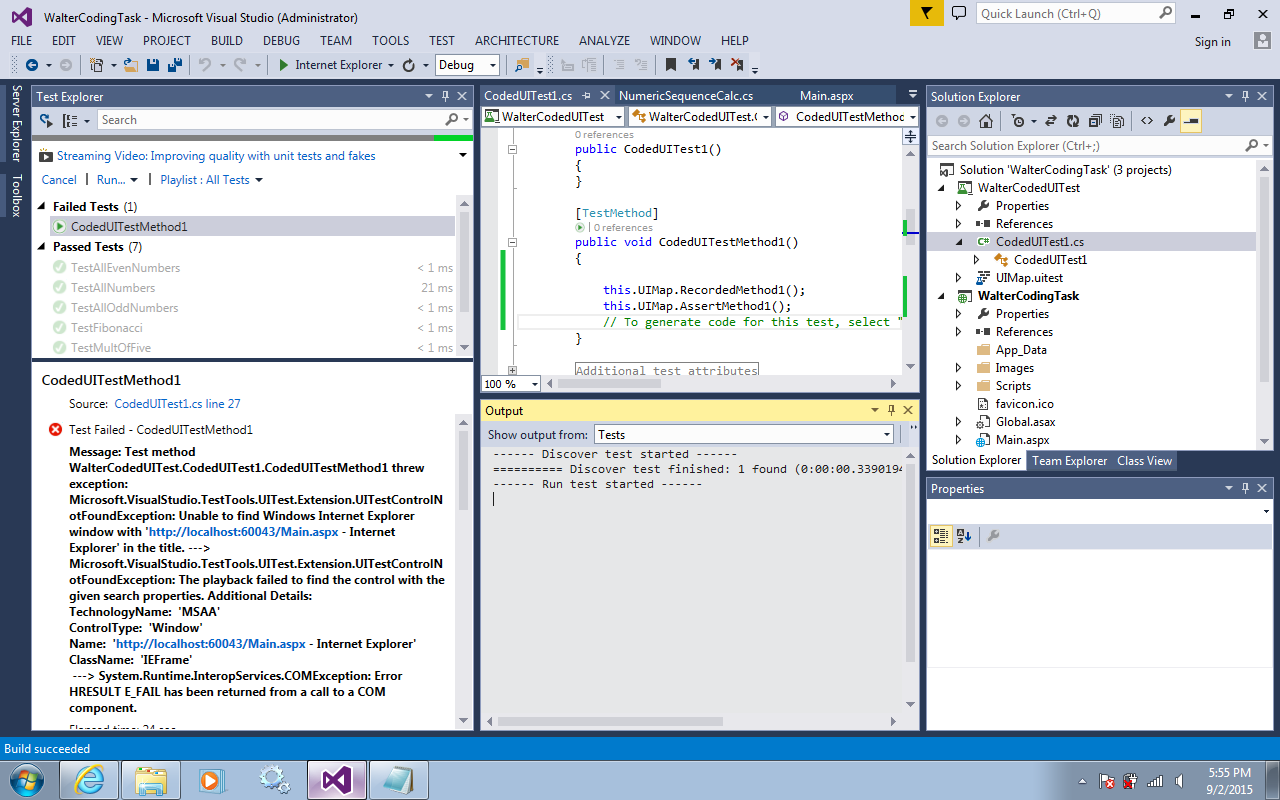 WalterCodingTask - Microsoft Visual Studio (Administrator)
Quick Launch (Ctrl+Q)
FILE EDIT VIEW PROJECT BUILD DEBUG TEAM TOOLS TEST ARCHITECTURE ANALYZE WINDOW HELP
Sign in
Internet Explorer
Debug
Server Explorer
Toolbox
Test Explorer
Search
Streaming Video: Improving quality with unit tests and fakes
Cancel | Run... | Playlist : All Tests
Failed Tests (1)
CodedUITestMethod1
Passed Tests (7)
TestAllEvenNumbers < 1 ms
TestAllNumbers 21 ms
TestAllOddNumbers < 1 ms
TestFibonacci < 1 ms
TestMultOfFive < 1 ms
CodedUITestMethod1
Source: CodedUITest1.cs line 27
Test Failed - CodedUITestMethod1
Message: Test method
WalterCodedUITest.CodedUITest1.CodedUITestMethod1 threw
exception:
Microsoft.VisualStudio.TestTools.UITest.Extension.UITestControlN
otFoundException: Unable to find Windows Internet Explorer
window with 'http://localhost:60043/Main.aspx - Internet
Explorer' in the title. --->
Microsoft.VisualStudio.TestTools.UITest.Extension.UITestControlN
otFoundException: The playback failed to find the control with the
given search properties. Additional Details:
TechnologyName: 'MSAA'
ControlType: 'Window'
Name: 'http://localhost:60043/Main.aspx - Internet Explorer'
ClassName: 'IEFrame'
---> System.Runtime.InteropServices.COMException: Error
HRESULT E_FAIL has been returned from a call to a COM
component.
CodedUITest1.cs NumericSequenceCalc.cs Main.aspx
WalterCodedUITest WalterCodedUITest.C CodedUITestMethod
0 references
public CodedUITest1()
{
}
[TestMethod]
| 0 references
public void CodedUITestMethod1()
{
this.UIMap.RecordedMethod1();
this.UIMap.AssertMethod1();
// To generate code for this test, select "
}
Additional test attributes
100 %
Output
Show output from: Tests
------ Discover test started ------
========== Discover test finished: 1 found (0:00:00.3390194
------ Run test started ------
Solution Explorer
Search Solution Explorer (Ctrl+;)
Solution 'WalterCodingTask' (3 projects)
WalterCodedUITest
Properties
References
CodedUITest1.cs
CodedUITest1
UIMap.uitest
WalterCodingTask
Properties
References
App_Data
Images
Scripts
favicon.ico
Global.asax
Main.aspx
Solution Explorer Team Explorer Class View
Properties
Build succeeded
5:55 PM
9/2/2015